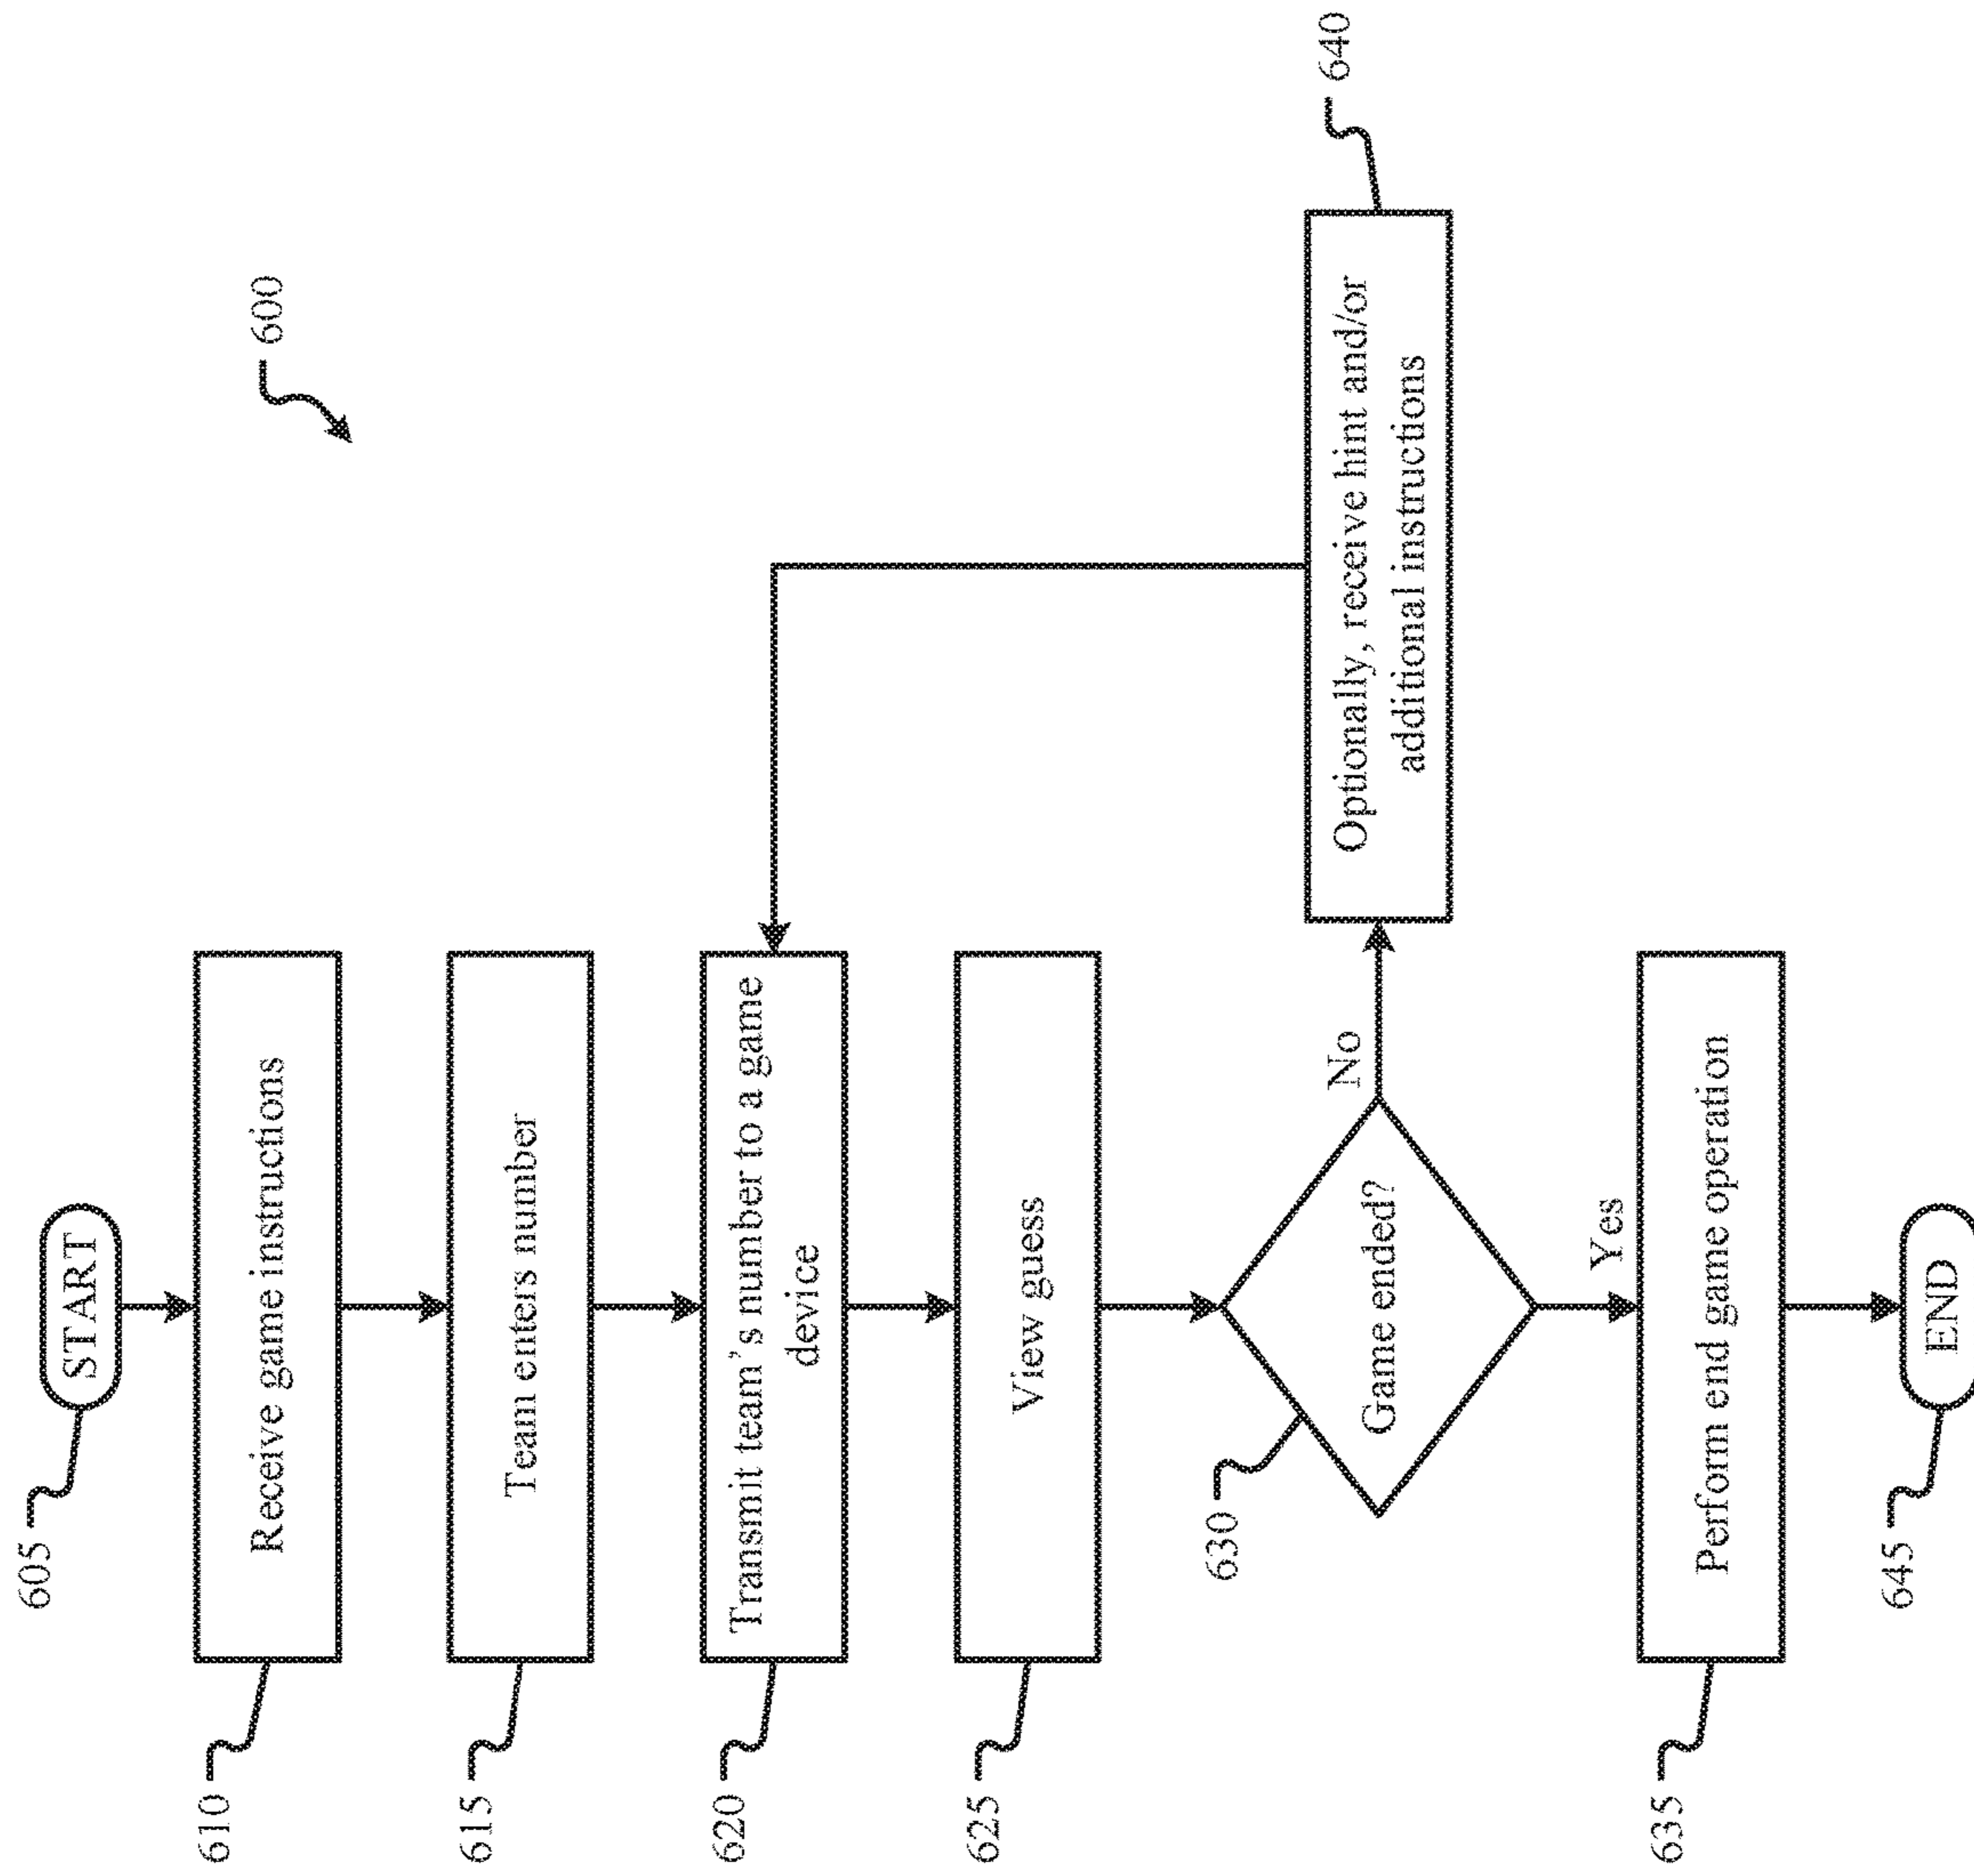 600
605
START
610
Receive game instructions
615
Team enters number
620
Transmit team's number to a game
device
625
View guess
630
Game ended?
No
640
Optionally, receive hint and/or
additional instructions
Yes
635
Perform end game operation
645
END